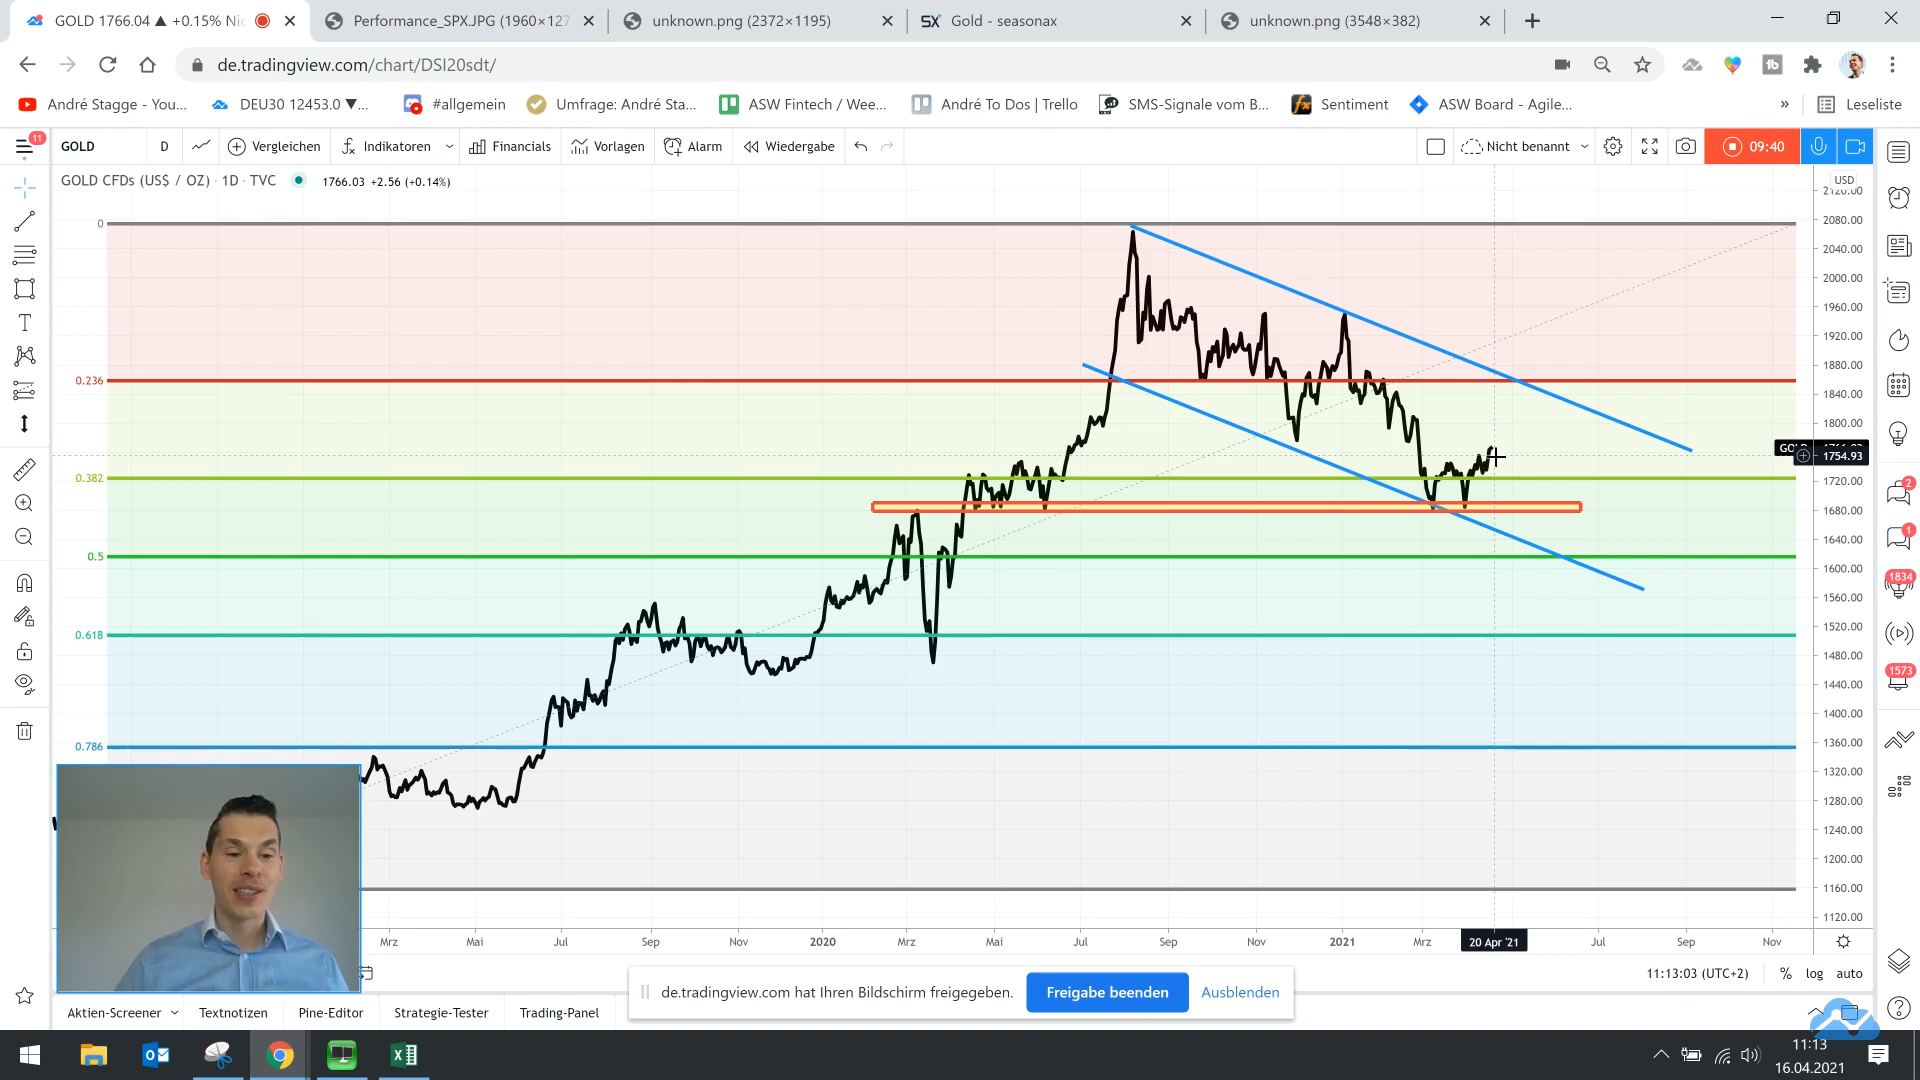 GOLD 1766.04 ▲ +0.15% Nic
Performance_SPX.JPG (1960×127
unknown.png (2372×1195)
SX Gold - seasonax
unknown.png (3548×382)
de.tradingview.com/chart/DSI20sdt/
André Stagge - You...
DEU30 12453.0 ▼...
#allgemein
Umfrage: André Sta...
ASW Fintech / Wee...
André To Dos | Trello
SMS-Signale vom B...
Sentiment
ASW Board - Agile...
»
Leseliste
11
GOLD
D
Vergleichen
Indikatoren
Financials
Vorlagen
Alarm
Wiedergabe
Nicht benannt
09:40
GOLD CFDs (US$ / OZ) · 1D · TVC
1766.03 +2.56 (+0.14%)
USD
2120.00
2080.00
2040.00
2000.00
1960.00
1920.00
1880.00
1840.00
1800.00
1754.93
1720.00
1680.00
1640.00
1600.00
1560.00
1520.00
1480.00
1440.00
1400.00
1360.00
1320.00
1280.00
1240.00
1200.00
1160.00
1120.00
0
0.236
0.382
0.5
0.618
0.786
2
1
1834
1573
Mrz
Mai
Jul
Sep
Nov
2020
Mrz
Mai
Jul
Sep
Nov
2021
Mrz
20 Apr '21
Jul
Sep
Nov
11:13:03 (UTC+2)
%
log
auto
de.tradingview.com hat Ihren Bildschirm freigegeben.
Freigabe beenden
Ausblenden
Aktien-Screener
Textnotizen
Pine-Editor
Strategie-Tester
Trading-Panel
11:13
16.04.2021